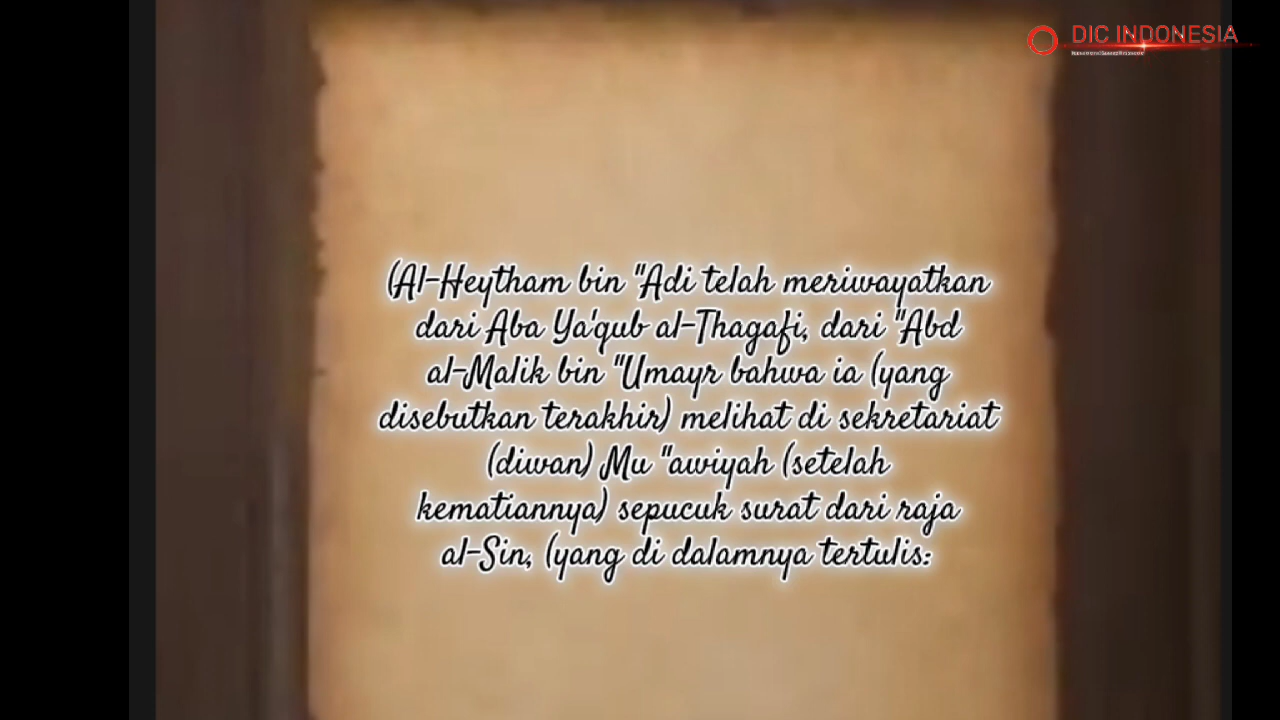 DIC INDONESIA
(Al-Heytham bin "Adi telah meriwayatkan
dari Aba Ya'qub al-Thagafi, dari "Abd
al-Malik bin "Umayr bahwa ia (yang
disebutkan terakhir) melihat di sekretariat
(diwan) Mu "awiyah (setelah
kematiannya) sepucuk surat dari raja
al-Sin, (yang di dalamnya tertulis: